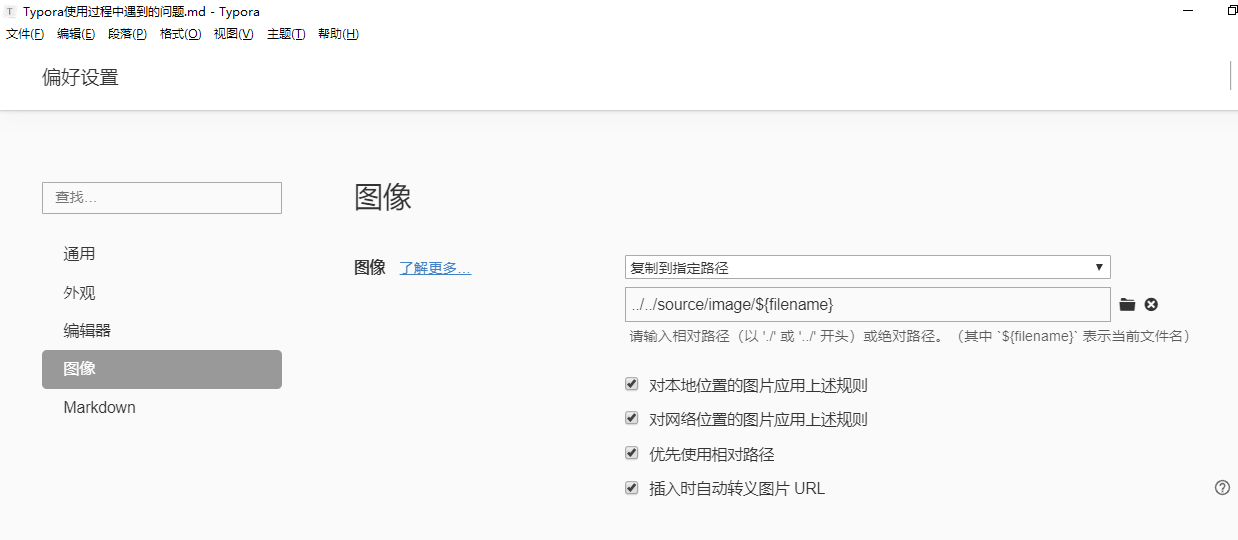 T Typora使用过程中遇到的问题.md - Typora
文件(F) 编辑(E) 段落(P) 格式(O) 视图(V) 主题(T) 帮助(H)
偏好设置
查找...
通用
外观
编辑器
图像
Markdown
图像
图像 了解更多...
复制到指定路径
../../source/image/${filename}
请输入相对路径（以 './' 或 '../' 开头）或绝对路径。（其中 `${filename}` 表示当前文件名）
对本地位置的图片应用上述规则
对网络位置的图片应用上述规则
优先使用相对路径
插入时自动转义图片 URL